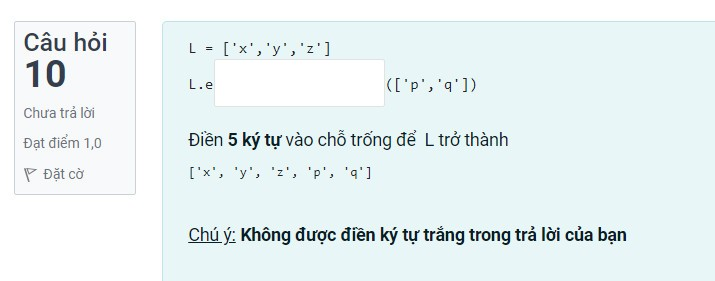 Câu hỏi
10
Chưa trả lời
Đạt điểm 1,0
Đặt cờ
L = ['x','y','z']
L.e (['p','q'])
Điền 5 ký tự vào chỗ trống để L trở thành
['x', 'y', 'z', 'p', 'q']
Chú ý: Không được điền ký tự trắng trong trả lời của bạn